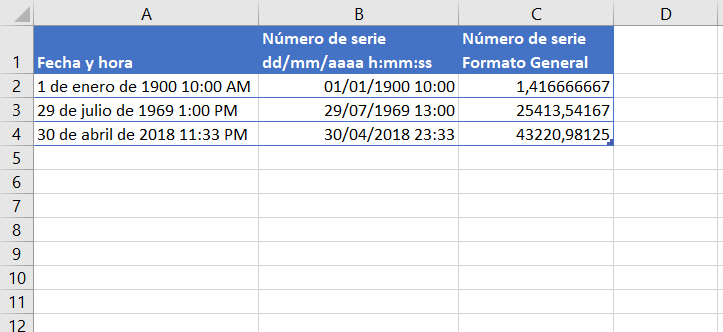 A B C D
Número de serie Número de serie
1 Fecha y hora dd/mm/aaaa h:mm:ss Formato General
2 1 de enero de 1900 10:00 AM 01/01/1900 10:00 1,416666667
3 29 de julio de 1969 1:00 PM 29/07/1969 13:00 25413,54167
4 30 de abril de 2018 11:33 PM 30/04/2018 23:33 43220,98125
5
6
7
8
9
10
11
12